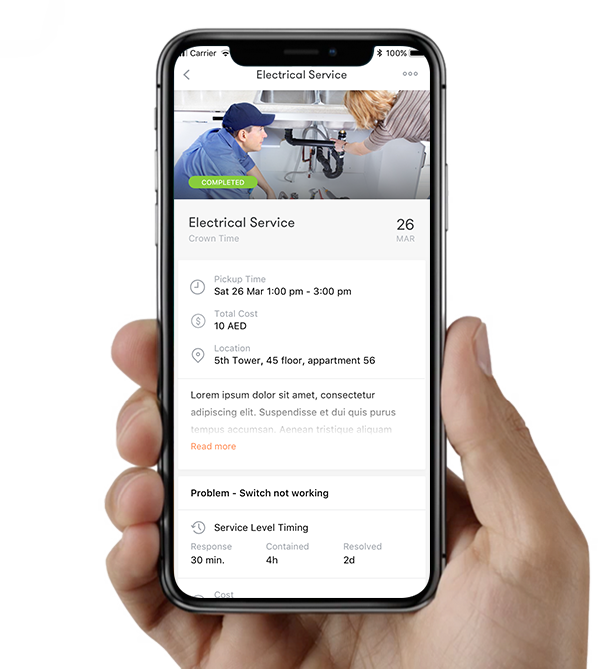 Carrier 100%
Electrical Service
COMPLETED
Electrical Service 26
Crown Time MAR
Pickup Time
Sat 26 Mar 1:00 pm - 3:00 pm
Total Cost
10 AED
Location
5th Tower, 45 floor, appartment 56
Lorem ipsum dolor sit amet, consectetur
adipiscing elit. Suspendisse et dui quis purus
tempus accumsan. Aenean tristique aliquam
Read more
Problem - Switch not working
Service Level Timing
Response Contained Resolved
30 min. 4h 2d
Cost